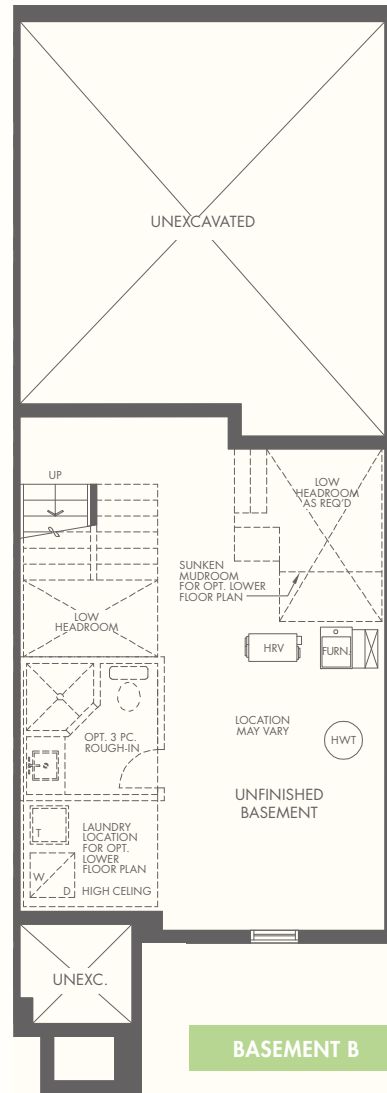 UNEXCAVATED
UP
LOW
HEADROOM
AS REQ'D
SUNKEN
MUDROOM
FOR OPT. LOWER
FLOOR PLAN
LOW
HEADROOM
HRV
FURN.
OPT. 3 PC.
ROUGH-IN
LOCATION
MAY VARY
HWT
UNFINISHED
BASEMENT
T
LAUNDRY
LOCATION
FOR OPT.
LOWER
FLOOR PLAN
W
D
HIGH CELING
UNEXC.
BASEMENT B